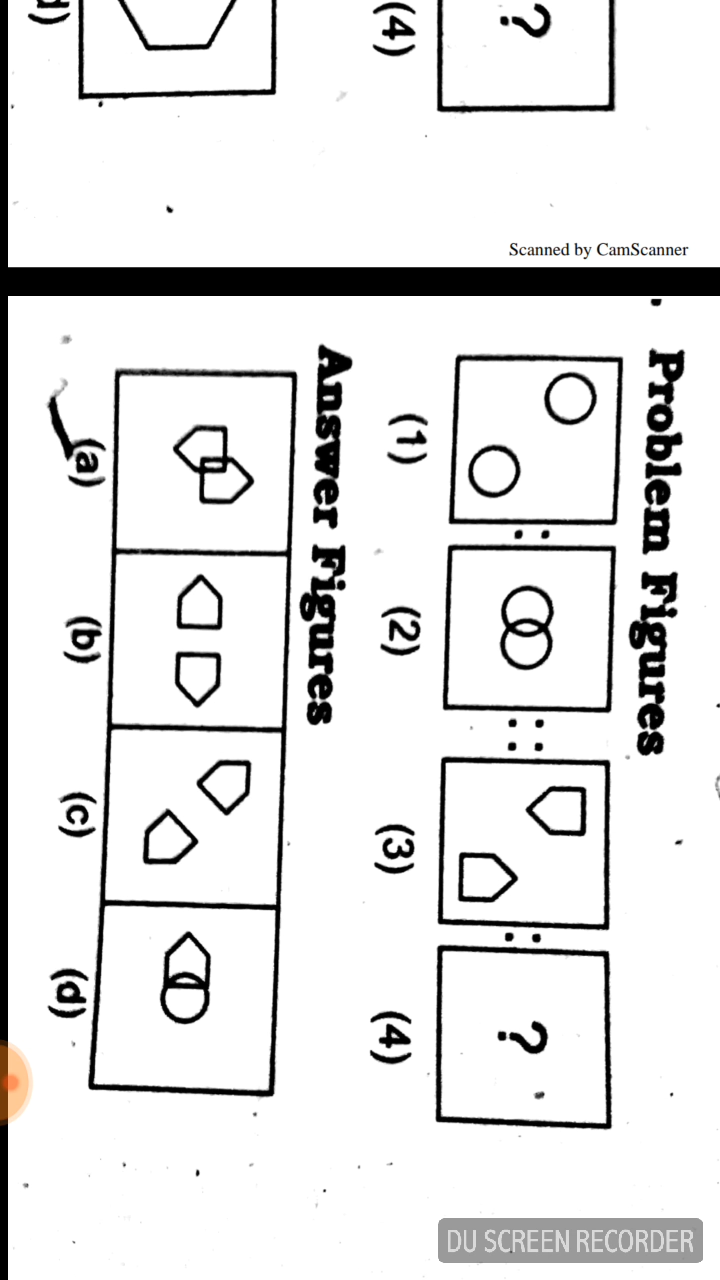 d)
(4)
?
Scanned by CamScanner
Problem Figures
(1)
:
(2)
::
(3)
:
(4)
?
Answer Figures
(a)
(b)
(c)
(d)
DU SCREEN RECORDER